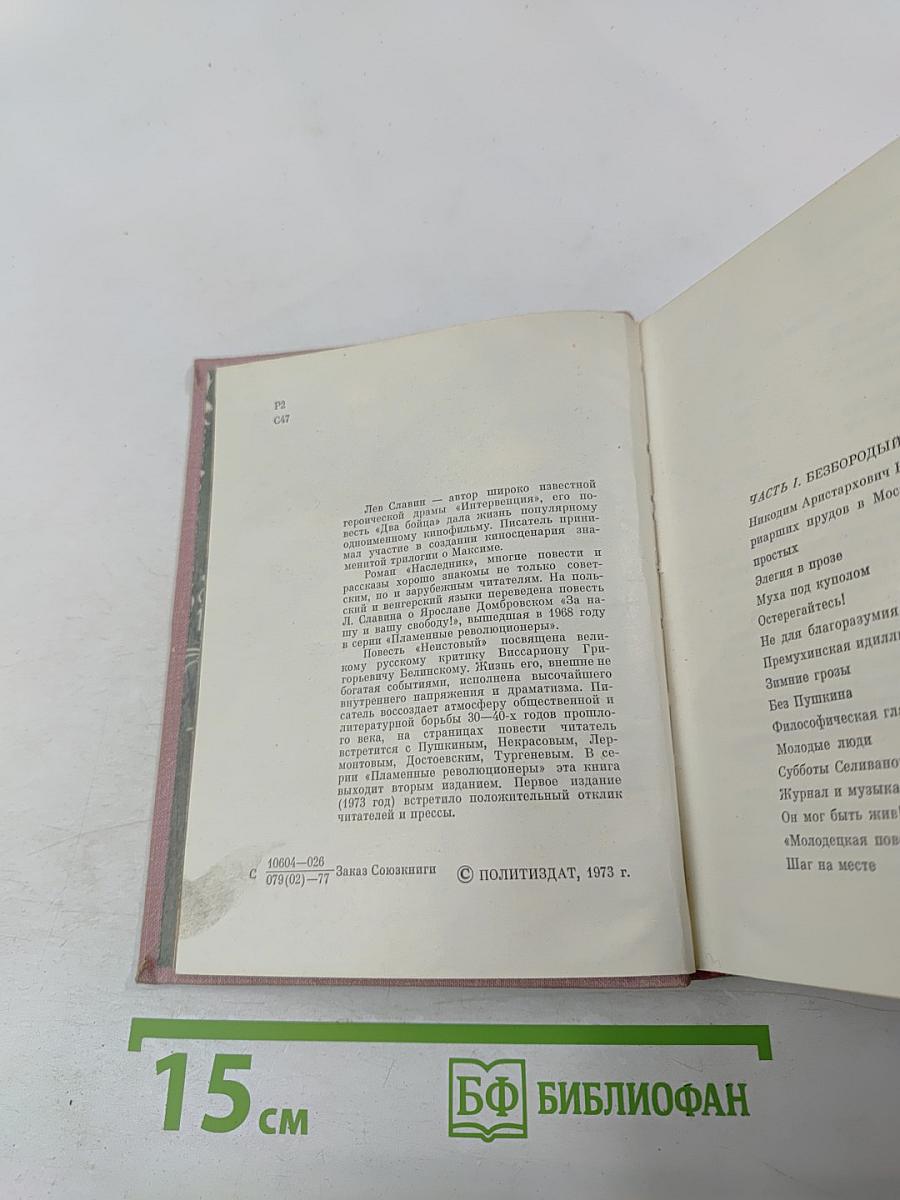 Р2
С47
Лев Славин — автор широко известной
героической драмы «Интервенция», его по-
весть «Два бойца» дала жизнь популярному
одноименному кинофильму. Писатель прини-
мал участие в создании киносценария зна-
менитой трилогии о Максиме.
Роман «Наследник», многие повести и
рассказы хорошо знакомы не только совет-
ским, но и зарубежным читателям. На поль-
ский и венгерский языки переведена повесть
Л. Славина о Ярославе Домбровском «За на-
шу и вашу свободу!», вышедшая в 1968 году
в серии «Пламенные революционеры».
Повесть «Неистовый» посвящена вели-
кому русскому критику Виссариону Гри-
горьевичу Белинскому. Жизнь его, внешне не
богатая событиями, исполнена высочайшего
внутреннего напряжения и драматизма. Пи-
сатель воссоздает атмосферу общественной и
литературной борьбы 30—40-х годов прошло-
го века, на страницах повести читатель
встретится с Пушкиным, Некрасовым, Лер-
монтовым, Достоевским, Тургеневым. В се-
рии «Пламенные революционеры» эта книга
выходит вторым изданием. Первое издание
(1973 год) встретило положительный отклик
читателей и прессы.
С 10604—026
079(02)—77 Заказ Союзкниги
© ПОЛИТИЗДАТ, 1973 г.
ЧАСТЬ I. БЕЗБОРОДЫЙ
Никодим Аристархович
риарших прудов в Мос
простых
Элегия в прозе
Муха под куполом
Остерегайтесь!
Не для благоразумия
Премухинская идилл
Зимние грозы
Без Пушкина
Философическая гла
Молодые люди
Субботы Селивано
Журнал и музыка
Он мог быть жив!
«Молодецкая пов
Шаг на месте
15 см
БФ БИБЛИОФАН